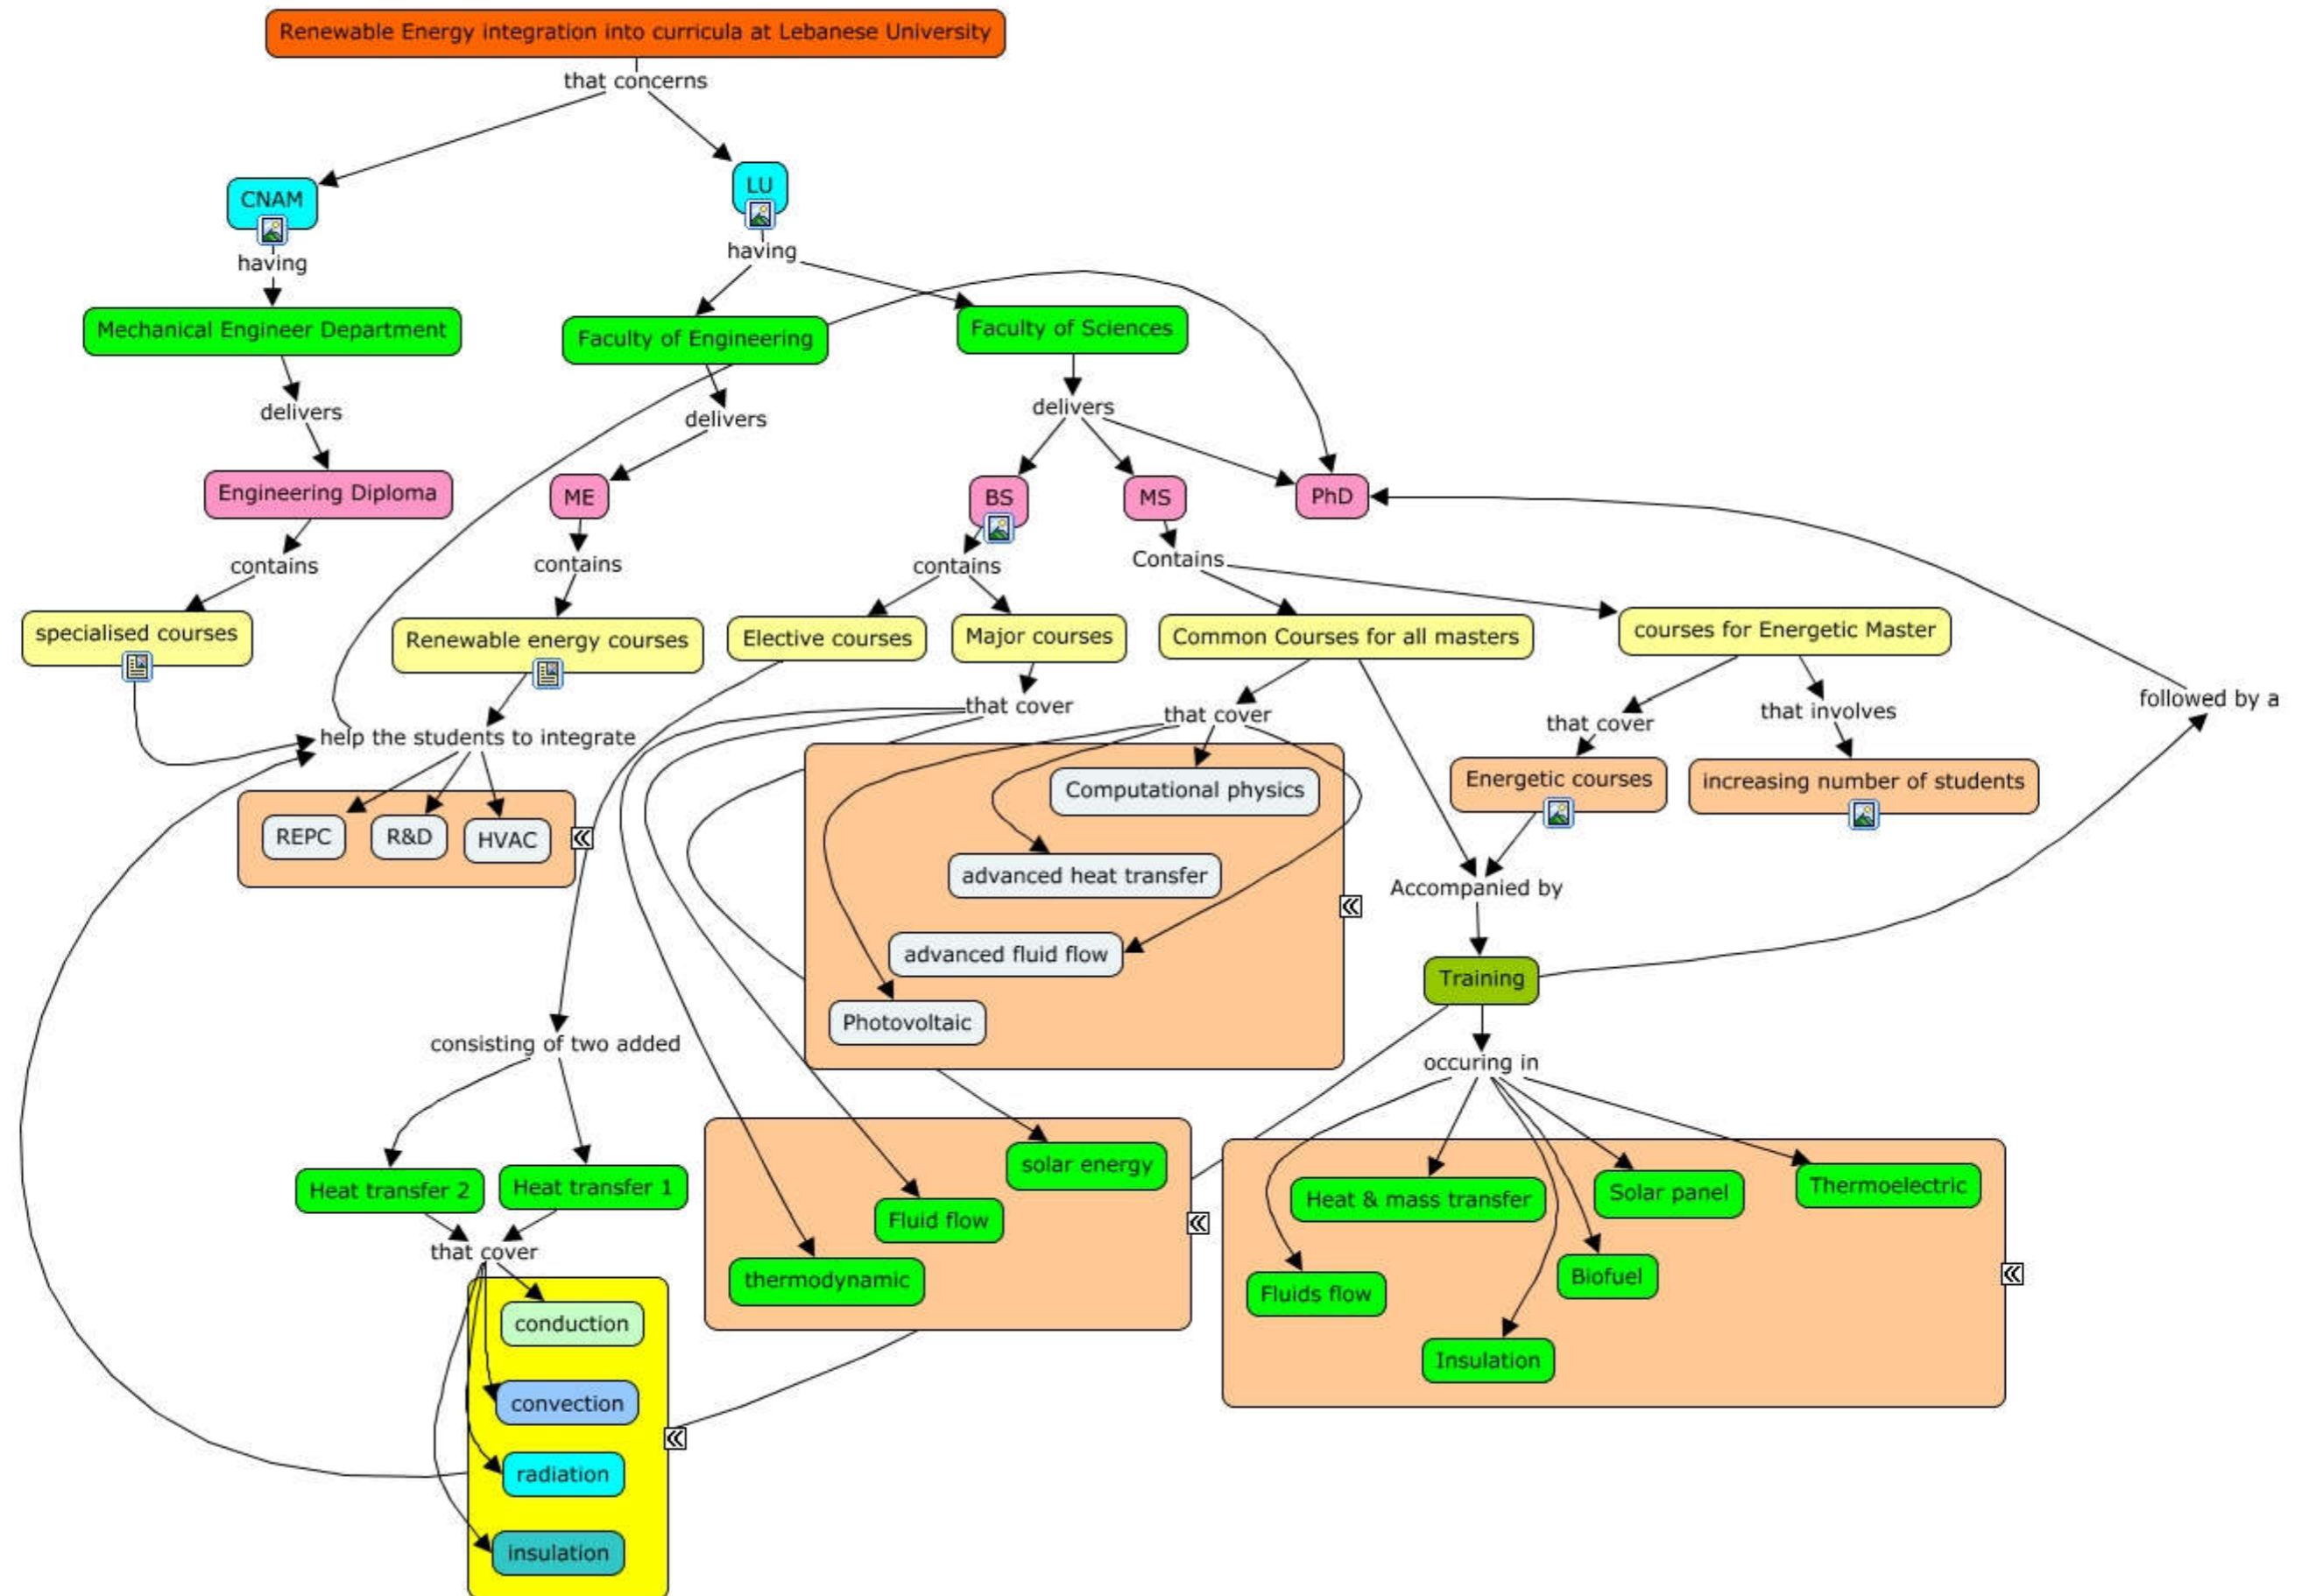 Renewable Energy integration into curricula at Lebanese University
that concerns
CNAM
LU
having
having
Mechanical Engineer Department
Faculty of Engineering
Faculty of Sciences
delivers
delivers
delivers
Engineering Diploma
ME
BS
MS
PhD
contains
contains
contains
Contains
specialised courses
Renewable energy courses
Elective courses
Major courses
Common Courses for all masters
courses for Energetic Master
followed by a
that cover
that cover
that cover
that involves
help the students to integrate
Energetic courses
increasing number of students
REPC
R&D
HVAC
Computational physics
advanced heat transfer
advanced fluid flow
Photovoltaic
Accompanied by
Training
occuring in
consisting of two added
Heat transfer 2
Heat transfer 1
solar energy
Fluid flow
thermodynamic
Heat & mass transfer
Solar panel
Thermoelectric
Fluids flow
Biofuel
Insulation
that cover
conduction
convection
radiation
insulation